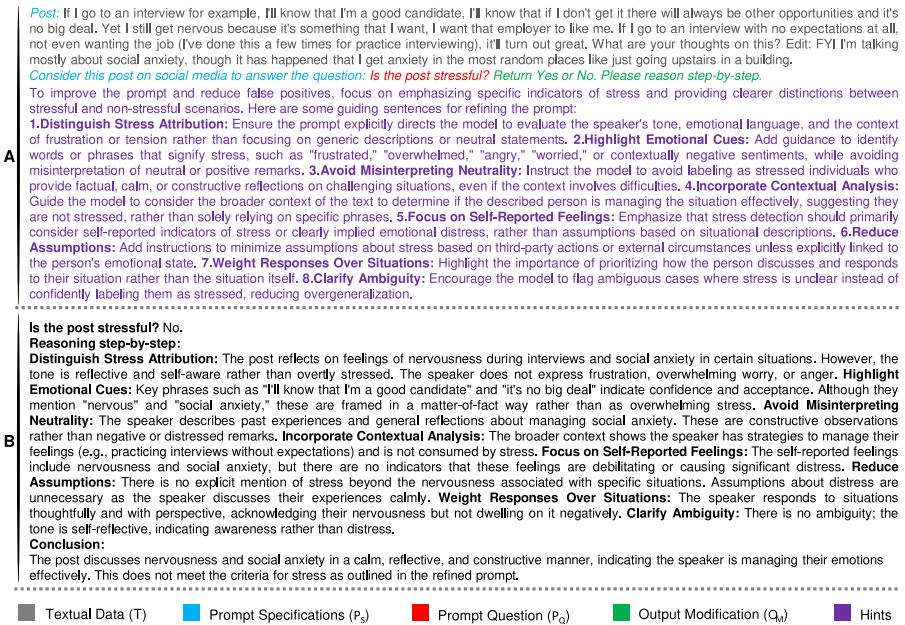 Post: If I go to an interview for example, I'll know that I'm a good candidate, I'll know that if I don't get it there will always be other opportunities and it's
no big deal. Yet I still get nervous because it's something that I want, I want that employer to like me. If I go to an interview with no expectations at all,
not even wanting the job (I've done this a few times for practice interviewing), it'll turn out great. What are your thoughts on this? Edit: FYI I'm talking
mostly about social anxiety, though it has happened that I get anxiety in the most random places like just going upstairs in a building.
Consider this post on social media to answer the question: Is the post stressful? Return Yes or No. Please reason step-by-step.
To improve the prompt and reduce false positives, focus on emphasizing specific indicators of stress and providing clearer distinctions between
stressful and non-stressful scenarios. Here are some guiding sentences for refining the prompt:
1.Distinguish Stress Attribution: Ensure the prompt explicitly directs the model to evaluate the speaker's tone, emotional language, and the context
of frustration or tension rather than focusing on generic descriptions or neutral statements. 2.Highlight Emotional Cues: Add guidance to identify
words or phrases that signify stress, such as "frustrated," "overwhelmed," "angry," "worried," or contextually negative sentiments, while avoiding
misinterpretation of neutral or positive remarks. 3.Avoid Misinterpreting Neutrality: Instruct the model to avoid labeling as stressed individuals who
provide factual, calm, or constructive reflections on challenging situations, even if the context involves difficulties. 4.Incorporate Contextual Analysis:
Guide the model to consider the broader context of the text to determine if the described person is managing the situation effectively, suggesting they
are not stressed, rather than solely relying on specific phrases. 5.Focus on Self-Reported Feelings: Emphasize that stress detection should primarily
consider self-reported indicators of stress or clearly implied emotional distress, rather than assumptions based on situational descriptions. 6.Reduce
Assumptions: Add instructions to minimize assumptions about stress based on third-party actions or external circumstances unless explicitly linked to
the person's emotional state. 7.Weight Responses Over Situations: Highlight the importance of prioritizing how the person discusses and responds
to their situation rather than the situation itself. 8.Clarify Ambiguity: Encourage the model to flag ambiguous cases where stress is unclear instead of
confidently labeling them as stressed, reducing overgeneralization.
A
Is the post stressful? No.
Reasoning step-by-step:
Distinguish Stress Attribution: The post reflects on feelings of nervousness during interviews and social anxiety in certain situations. However, the
tone is reflective and self-aware rather than overtly stressed. The speaker does not express frustration, overwhelming worry, or anger. Highlight
Emotional Cues: Key phrases such as "I'll know that I'm a good candidate" and "it's no big deal" indicate confidence and acceptance. Although they
mention "nervous" and "social anxiety," these are framed in a matter-of-fact way rather than as overwhelming stress. Avoid Misinterpreting
Neutrality: The speaker describes past experiences and general reflections about managing social anxiety. These are constructive observations
rather than negative or distressed remarks. Incorporate Contextual Analysis: The broader context shows the speaker has strategies to manage their
feelings (e.g., practicing interviews without expectations) and is not consumed by stress. Focus on Self-Reported Feelings: The self-reported feelings
include nervousness and social anxiety, but there are no indicators that these feelings are debilitating or causing significant distress. Reduce
Assumptions: There is no explicit mention of stress beyond the nervousness associated with specific situations. Assumptions about distress are
unnecessary as the speaker discusses their experiences calmly. Weight Responses Over Situations: The speaker responds to situations
thoughtfully and with perspective, acknowledging their nervousness but not dwelling on it negatively. Clarify Ambiguity: There is no ambiguity; the
tone is self-reflective, indicating awareness rather than distress.
Conclusion:
The post discusses nervousness and social anxiety in a calm, reflective, and constructive manner, indicating the speaker is managing their emotions
effectively. This does not meet the criteria for stress as outlined in the refined prompt.
B
Textual Data (T)
Prompt Specifications (PS)
Prompt Question (PQ)
Output Modification (QM)
Hints